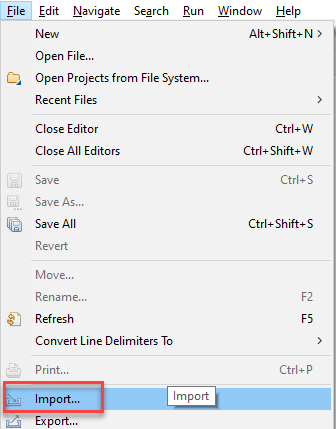 File Edit Navigate Search Run Window Help
New Alt+Shift+N
Open File...
Open Projects from File System...
Recent Files
Close Editor Ctrl+W
Close All Editors Ctrl+Shift+W
Save Ctrl+S
Save As...
Save All Ctrl+Shift+S
Revert
Move...
Rename... F2
Refresh F5
Convert Line Delimiters To
Print... Ctrl+P
Import... Import
Export...